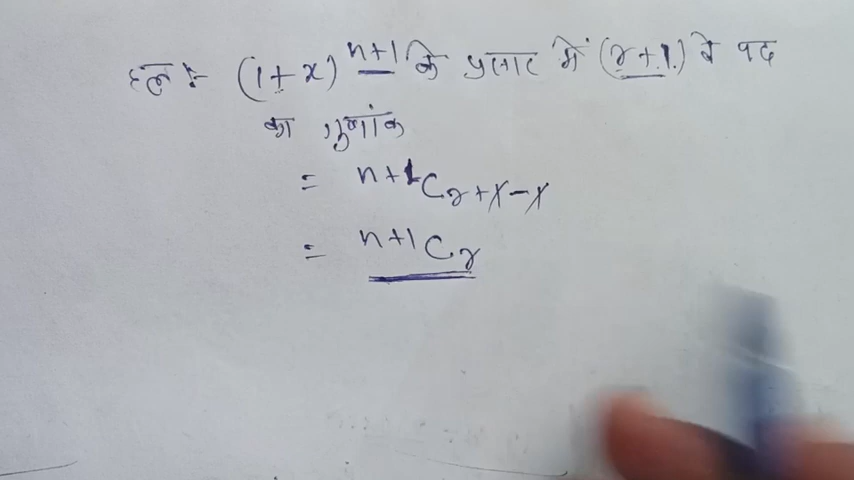 हल :- (1+x)^{n+1} के प्रसार में (r+1) वे पद
का गुणांक
= ^{n+1}C_{r+1-1}
= ^{n+1}C_r